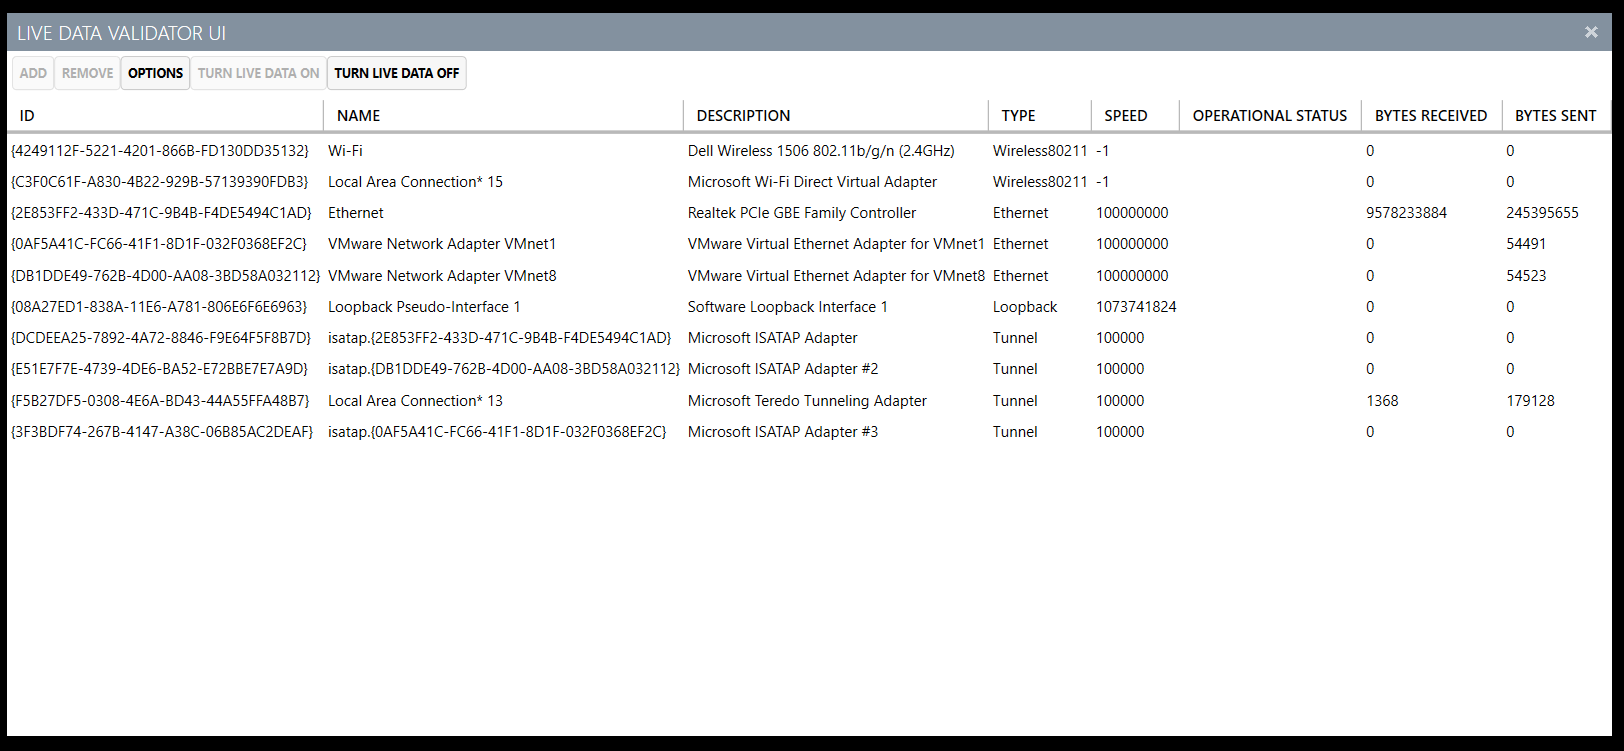 LIVE DATA VALIDATOR UI
ADD REMOVE OPTIONS TURN LIVE DATA ON TURN LIVE DATA OFF
ID NAME DESCRIPTION TYPE SPEED OPERATIONAL STATUS BYTES RECEIVED BYTES SENT
{4249112F-5221-4201-866B-FD130DD35132} Wi-Fi Dell Wireless 1506 802.11b/g/n (2.4GHz) Wireless80211 -1 0 0
{C3F0C61F-A830-4B22-929B-57139390FDB3} Local Area Connection* 15 Microsoft Wi-Fi Direct Virtual Adapter Wireless80211 -1 0 0
{2E853FF2-433D-471C-9B4B-F4DE5494C1AD} Ethernet Realtek PCIe GBE Family Controller Ethernet 100000000 9578233884 245395655
{0AF5A41C-FC66-41F1-8D1F-032F0368EF2C} VMware Network Adapter VMnet1 VMware Virtual Ethernet Adapter for VMnet1 Ethernet 100000000 0 54491
{DB1DDE49-762B-4D00-AA08-3BD58A032112} VMware Network Adapter VMnet8 VMware Virtual Ethernet Adapter for VMnet8 Ethernet 100000000 0 54523
{08A27ED1-838A-11E6-A781-806E6F6E6963} Loopback Pseudo-Interface 1 Software Loopback Interface 1 Loopback 1073741824 0 0
{DCDEEA25-7892-4A72-8846-F9E64F5F8B7D} isatap.{2E853FF2-433D-471C-9B4B-F4DE5494C1AD} Microsoft ISATAP Adapter Tunnel 100000 0 0
{E51E7F7E-4739-4DE6-BA52-E72BBE7E7A9D} isatap.{DB1DDE49-762B-4D00-AA08-3BD58A032112} Microsoft ISATAP Adapter #2 Tunnel 100000 0 0
{F5B27DF5-0308-4E6A-BD43-44A55FFA48B7} Local Area Connection* 13 Microsoft Teredo Tunneling Adapter Tunnel 100000 1368 179128
{3F3BDF74-267B-4147-A38C-06B85AC2DEAF} isatap.{0AF5A41C-FC66-41F1-8D1F-032F0368EF2C} Microsoft ISATAP Adapter #3 Tunnel 100000 0 0